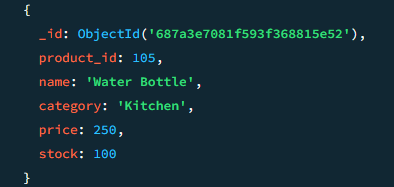 {
_id: ObjectId('687a3e7081f593f368815e52'),
product_id: 105,
name: 'Water Bottle',
category: 'Kitchen',
price: 250,
stock: 100
}